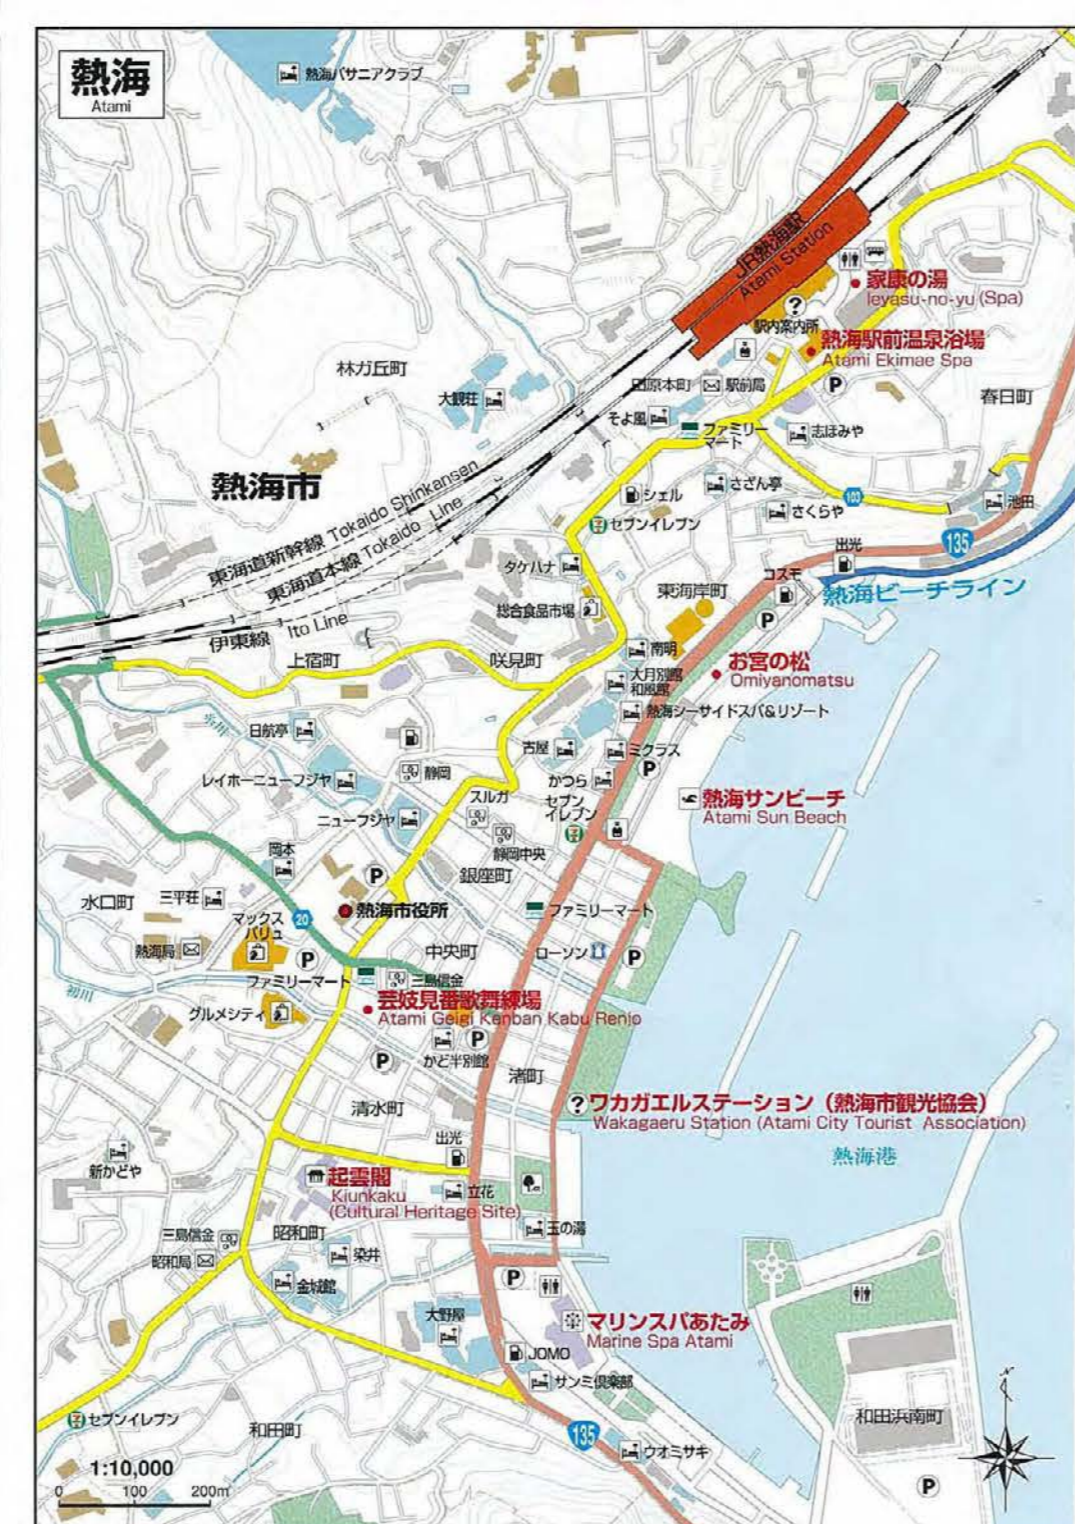 熱海
Atami
熱海パサニアクラブ
JR熱海駅
Atami Station
家康の湯
Ieyasu-no-yu (Spa)
駅内案内所
熱海駅前温泉浴場
Atami Ekimae Spa
林ガ丘町
大観荘
田原本町
駅前局
P
春日町
そよ風
ファミリー
マート
志ほみや
熱海市
東海道新幹線 Tokaido Shinkansen
東海道本線 Tokaido Line
伊東線 Ito Line
シェル
さざん亭
さくらや
103
池田
セブンイレブン
135
出光
タケハナ
コスモ
熱海ビーチライン
総合食品市場
東海岸町
P
上宿町
咲見町
南明
お宮の松
Omiyanomatsu
大月別館
和風館
熱海シーサイドスパ&リゾート
日航亭
古屋
ミクラス
P
レイホーニューフジヤ
静岡
かつら
熱海サンビーチ
Atami Sun Beach
スルガ
セブン
イレブン
ニューフジヤ
静岡中央
岡本
P
銀座町
水口町
三平荘
熱海市役所
ファミリーマート
マックス
バリュ
20
熱海局
P
中央町
ローソン
P
ファミリーマート
三島信金
初川
グルメシティ
芸妓見番歌舞練場
Atami Geigi Kenban Kabu Renjo
P
かど半別館
P
渚町
清水町
ワカガエルステーション(熱海市観光協会)
Wakagaeru Station (Atami City Tourist Association)
出光
熱海港
新かどや
起雲閣
Kiunkaku
(Cultural Heritage Site)
立花
三島信金
昭和町
玉の湯
昭和局
染井
金城館
P
大野屋
マリンスパあたみ
Marine Spa Atami
JOMO
サンミ倶楽部
セブンイレブン
和田町
135
和田浜南町
ウオミサキ
1:10,000
0 100 200m
P